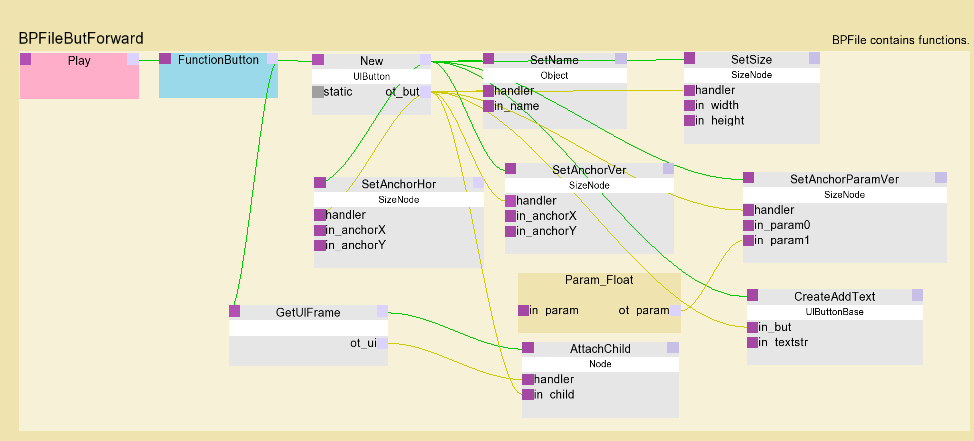 BPFileButForward
BPFile contains functions.
Play
FunctionButton
New
UIButton
static
ot_but
SetName
Object
handler
in_name
SetSize
SizeNode
handler
in_width
in_height
SetAnchorHor
SizeNode
handler
in_anchorX
in_anchorY
SetAnchorVer
SizeNode
handler
in_anchorX
in_anchorY
SetAnchorParamVer
SizeNode
handler
in_param0
in_param1
Param_Float
in_param
ot_param
CreateAddText
UIButtonBase
in_but
in_textstr
GetUIFrame
ot_ui
AttachChild
Node
handler
in_child